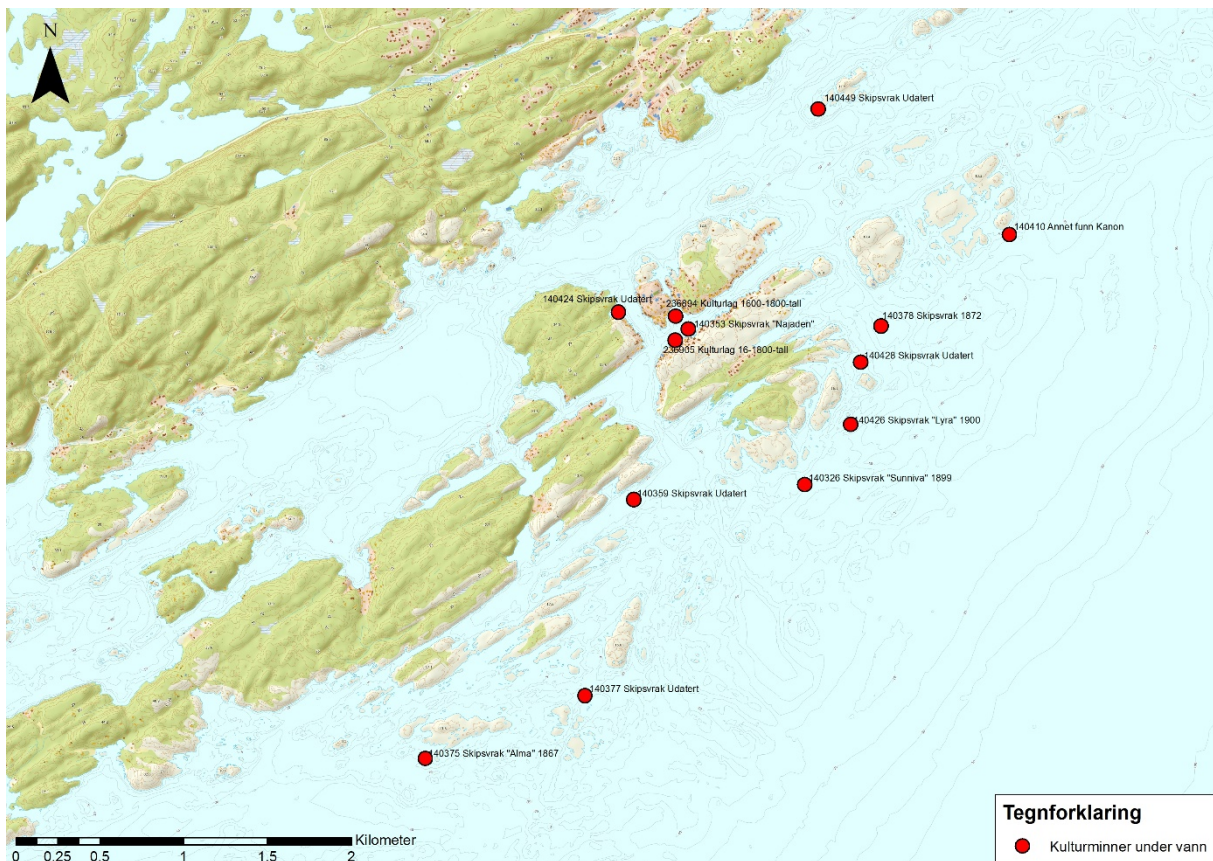 N
140449 Skipsvrak Udatert
140410 Annet funn Kanon
140424 Skipsvrak Udatert
236894 Kulturlag 1600-1800-tall
140353 Skipsvrak "Najaden"
140378 Skipsvrak 1872
236905 Kulturlag 16-1800-tall
140428 Skipsvrak Udatert
140426 Skipsvrak "Lyra" 1900
140326 Skipsvrak "Sunniva" 1899
140359 Skipsvrak Udatert
140377 Skipsvrak Udatert
140375 Skipsvrak "Alma" 1867
Kilometer
0 0.25 0.5 1 1.5 2
Tegnforklaring
Kulturminner under vann